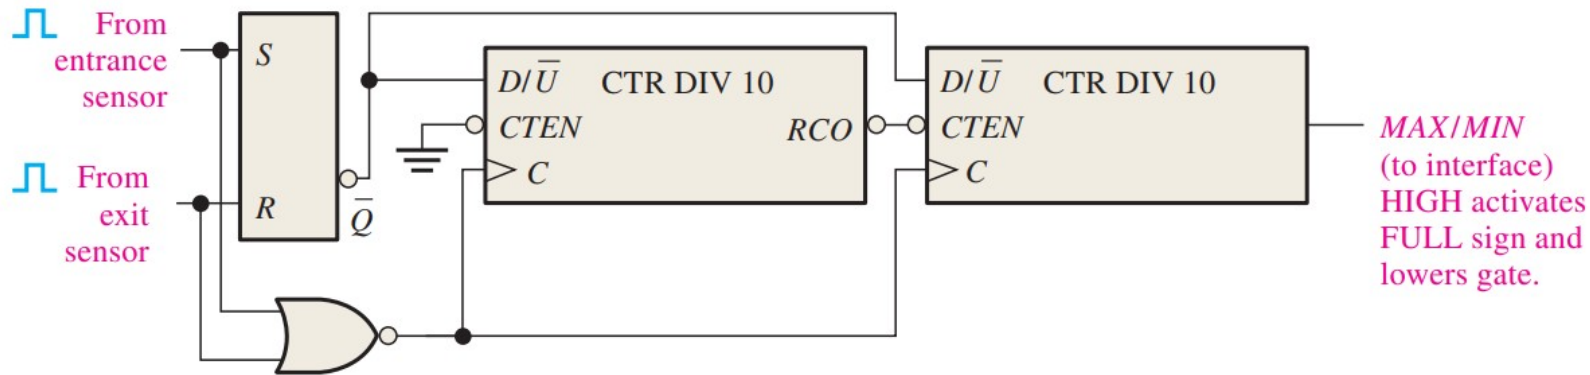 From
entrance
sensor
S
From
exit
sensor
R
Q̅
D/U̅ CTR DIV 10
CTEN
RCO
C
D/U̅ CTR DIV 10
CTEN
C
MAX/MIN
(to interface)
HIGH activates
FULL sign and
lowers gate.